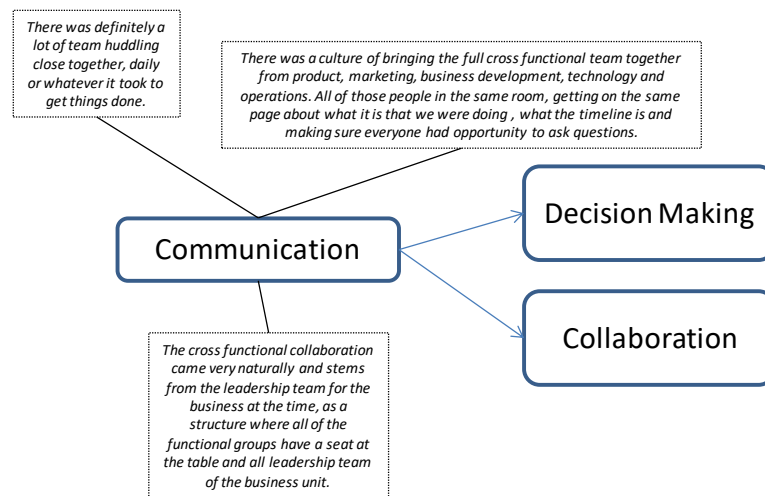 There was definitely a
lot of team huddling
close together, daily
or whatever it took to
get things done.
There was a culture of bringing the full cross functional team together
from product, marketing, business development, technology and
operations. All of those people in the same room, getting on the same
page about what it is that we were doing , what the timeline is and
making sure everyone had opportunity to ask questions.
Decision Making
Communication
Collaboration
The cross functional collaboration
came very naturally and stems
from the leadership team for the
business at the time, as a
structure where all of the
functional groups have a seat at
the table and all leadership team
of the business unit.